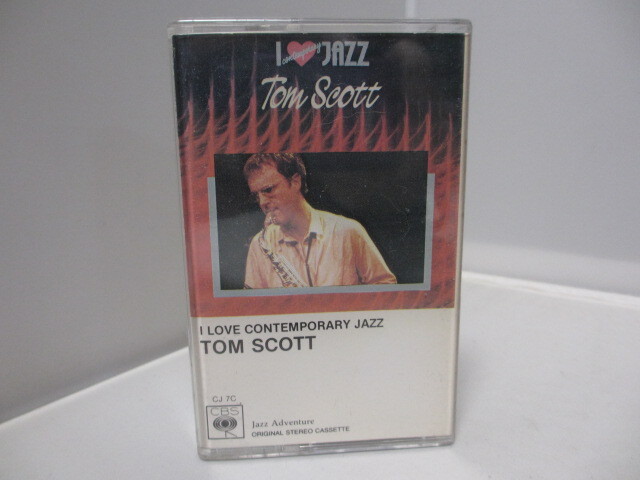 I ♥ JAZZ
contemporary
Tom Scott
I LOVE CONTEMPORARY JAZZ
TOM SCOTT
CJ 7C
CBS
Jazz Adventure
ORIGINAL STEREO CASSETTE